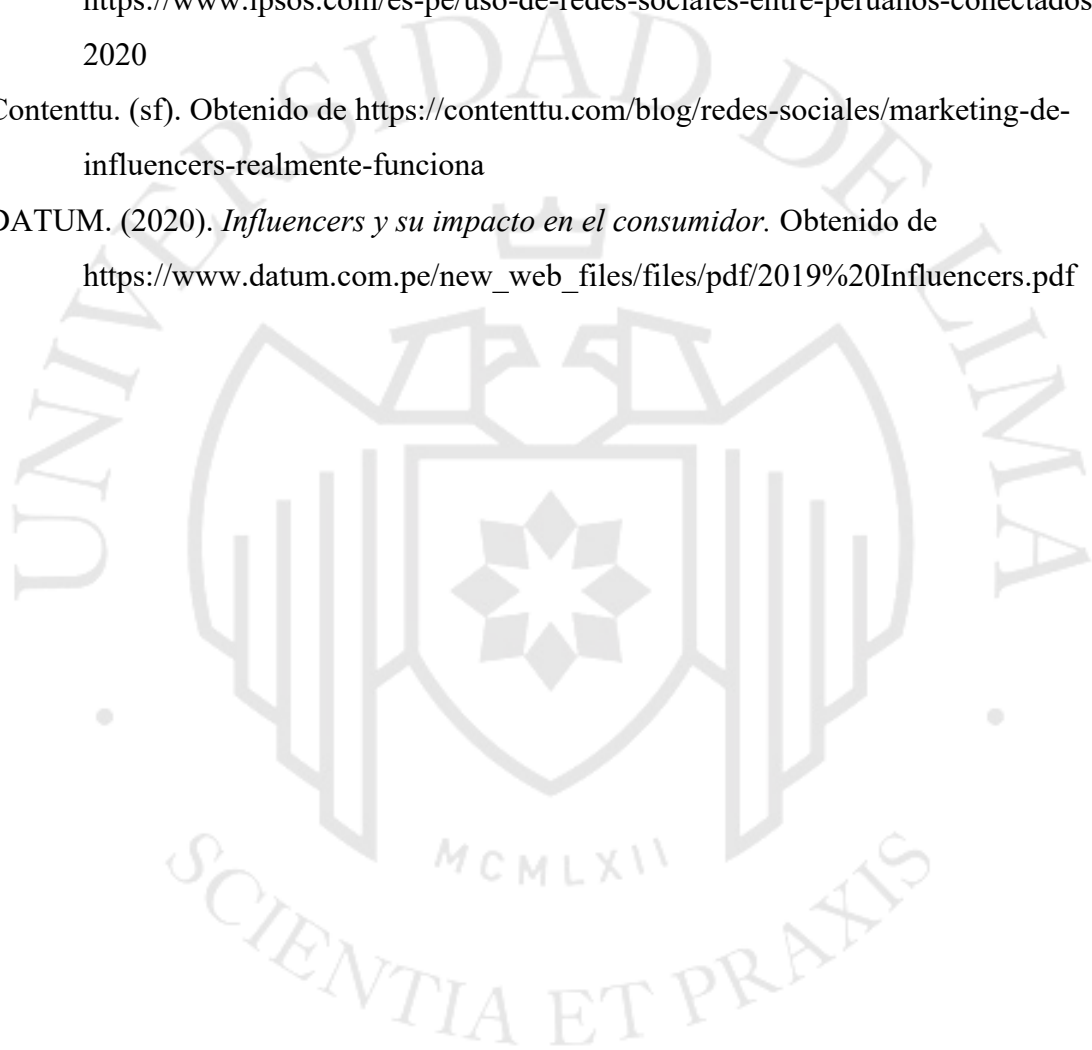 https://www.ipsos.com/es-pe/uso-de-redes-sociales-entre-peruanos-conectados
2020
Contenttu. (sf). Obtenido de https://contenttu.com/blog/redes-sociales/marketing-de-
influencers-realmente-funciona
DATUM. (2020). Influencers y su impacto en el consumidor. Obtenido de
https://www.datum.com.pe/new_web_files/files/pdf/2019%20Influencers.pdf
UNIVERSIDAD DE LIMA
MCMLXII
SCIENTIA ET PRAXIS